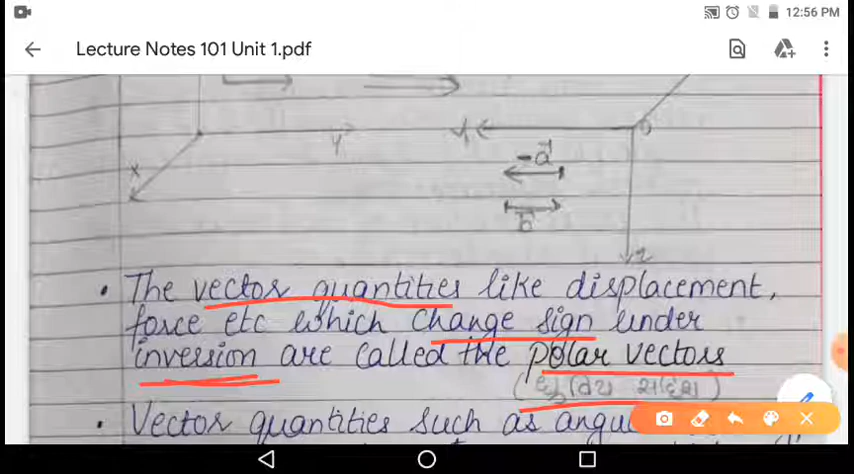 12:56 PM
Lecture Notes 101 Unit 1.pdf
Y
X
-a⃗
b⃗
• The vector quantities like displacement,
force etc which change sign under
inversion are called the polar vectors
• Vector quantities such as angu